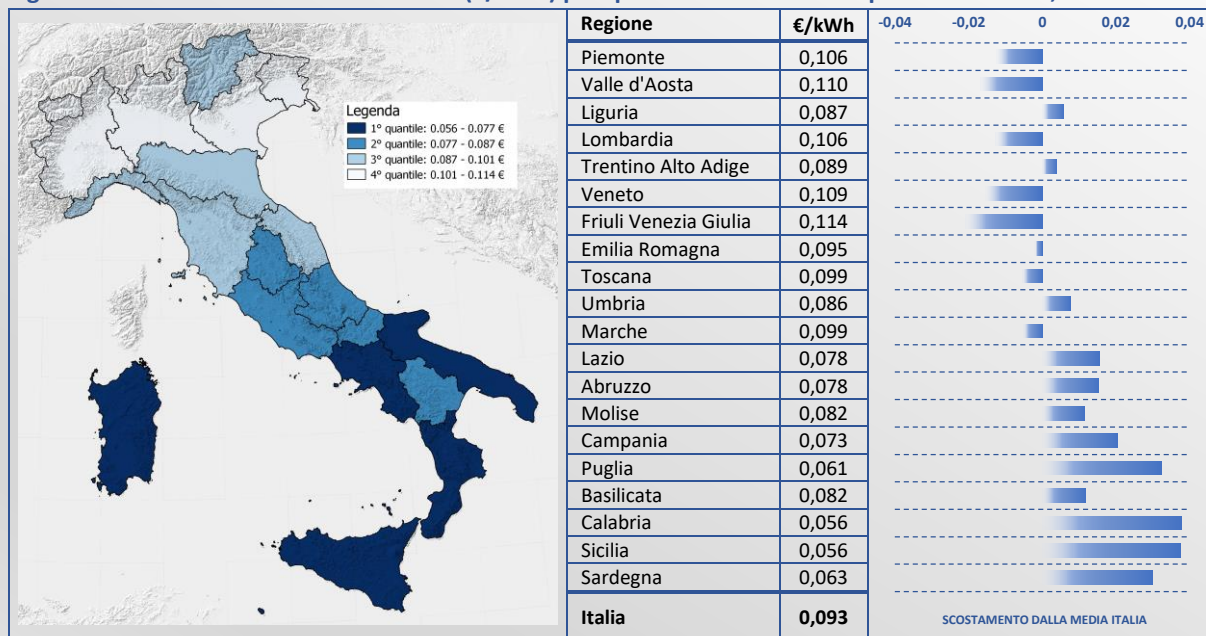 Regione €/kWh -0,04 -0,02 0 0,02 0,04
Piemonte 0,106
Valle d'Aosta 0,110
Legenda
1° quantile: 0.056 - 0.077 €
2° quantile: 0.077 - 0.087 €
3° quantile: 0.087 - 0.101 €
4° quantile: 0.101 - 0.114 €
Liguria 0,087
Lombardia 0,106
Trentino Alto Adige 0,089
Veneto 0,109
Friuli Venezia Giulia 0,114
Emilia Romagna 0,095
Toscana 0,099
Umbria 0,086
Marche 0,099
Lazio 0,078
Abruzzo 0,078
Molise 0,082
Campania 0,073
Puglia 0,061
Basilicata 0,082
Calabria 0,056
Sicilia 0,056
Sardegna 0,063
Italia 0,093
SCOSTAMENTO DALLA MEDIA ITALIA